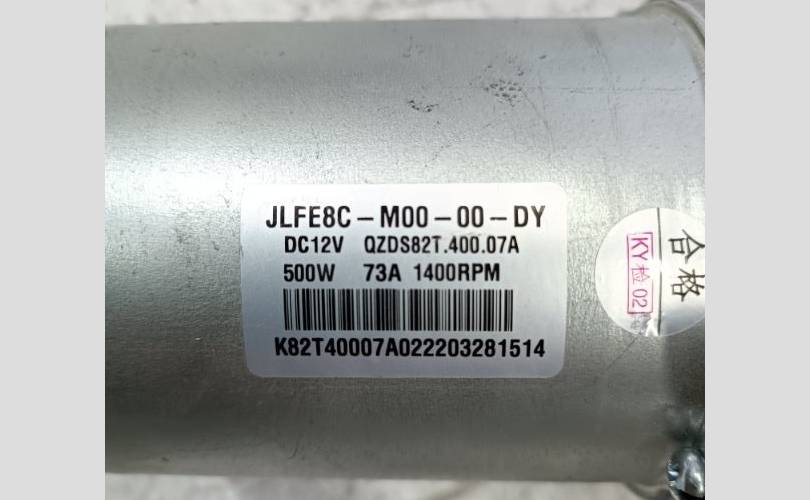 JLFE8C-M00-00-DY
DC12V QZDS82T.400.07A
500W 73A 1400RPM
K82T40007A022203281514
合格
KY检02